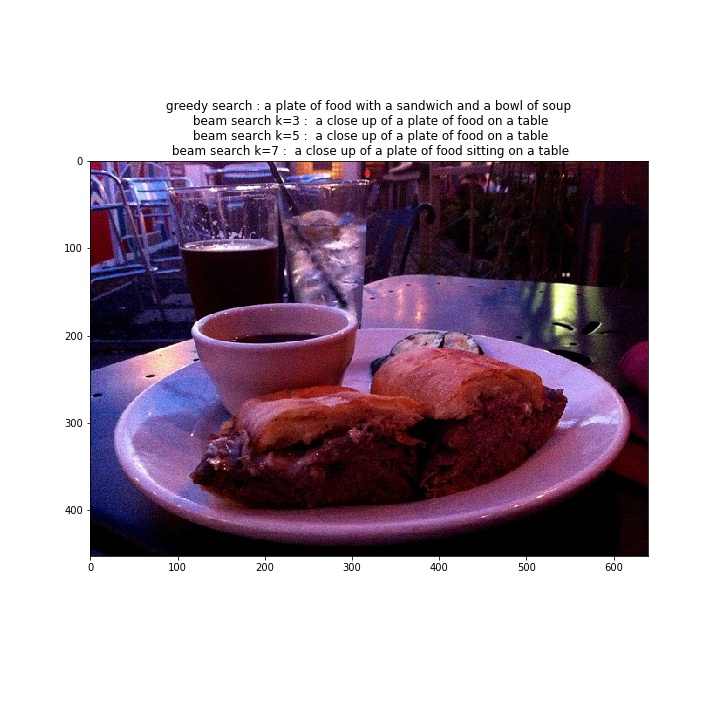 greedy search : a plate of food with a sandwich and a bowl of soup
beam search k=3 : a close up of a plate of food on a table
beam search k=5 : a close up of a plate of food on a table
beam search k=7 : a close up of a plate of food sitting on a table
0
100
200
300
400
0 100 200 300 400 500 600